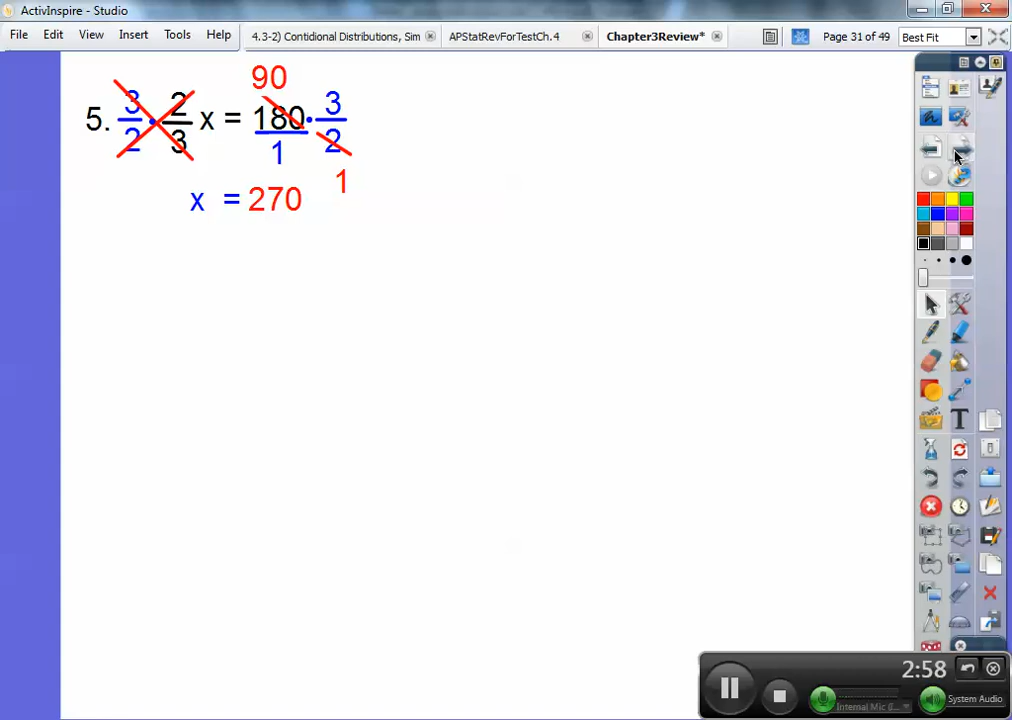 ActivInspire - Studio
File Edit View Insert Tools Help
4.3-2) Contidional Distributions, Sim
APStatRevForTestCh.4
Chapter3Review*
Page 31 of 49
Best Fit
90
5. 3/2 · 2/3 x = 180/1 · 3/2
1
x = 270
T
2:58
Internal Mic (I...
System Audio